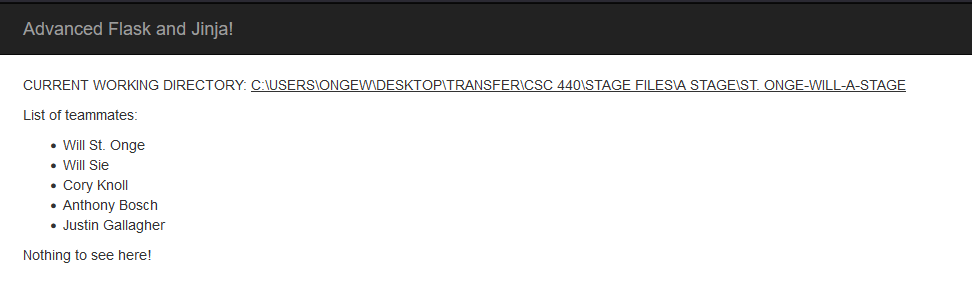 Advanced Flask and Jinja!
CURRENT WORKING DIRECTORY: C:\USERS\ONGEW\DESKTOP\TRANSFER\CSC 440\STAGE FILES\A STAGE\ST. ONGE-WILL-A-STAGE
List of teammates:
• Will St. Onge
• Will Sie
• Cory Knoll
• Anthony Bosch
• Justin Gallagher
Nothing to see here!